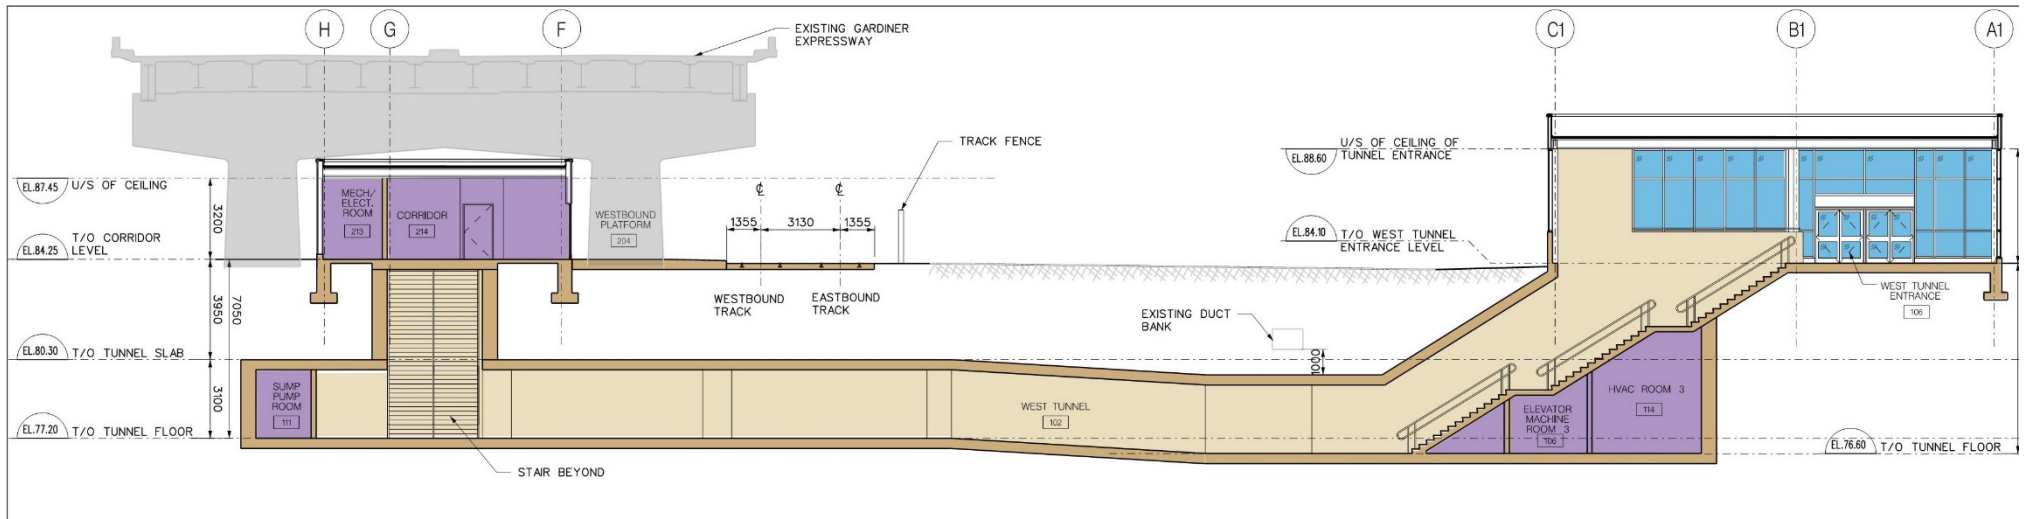 H
G
F
C1
B1
A1
EXISTING GARDINER
EXPRESSWAY
TRACK FENCE
U/S OF CEILING OF
TUNNEL ENTRANCE
EL.88.60
EL.87.45
U/S OF CEILING
MECH/
ELECT.
ROOM
213
CORRIDOR
214
WESTBOUND
PLATFORM
204
℄
℄
1355
3130
1355
3200
T/O CORRIDOR
LEVEL
EL.84.25
EL.84.10
T/O WEST TUNNEL
ENTRANCE LEVEL
WEST TUNNEL
ENTRANCE
106
WESTBOUND
TRACK
EASTBOUND
TRACK
EXISTING DUCT
BANK
1000
3950
7050
EL.80.30
T/O TUNNEL SLAB
3100
SUMP
PUMP
ROOM
111
WEST TUNNEL
102
ELEVATOR
MACHINE
ROOM 3
106
HVAC ROOM 3
114
EL.77.20
T/O TUNNEL FLOOR
EL.76.60
T/O TUNNEL FLOOR
STAIR BEYOND